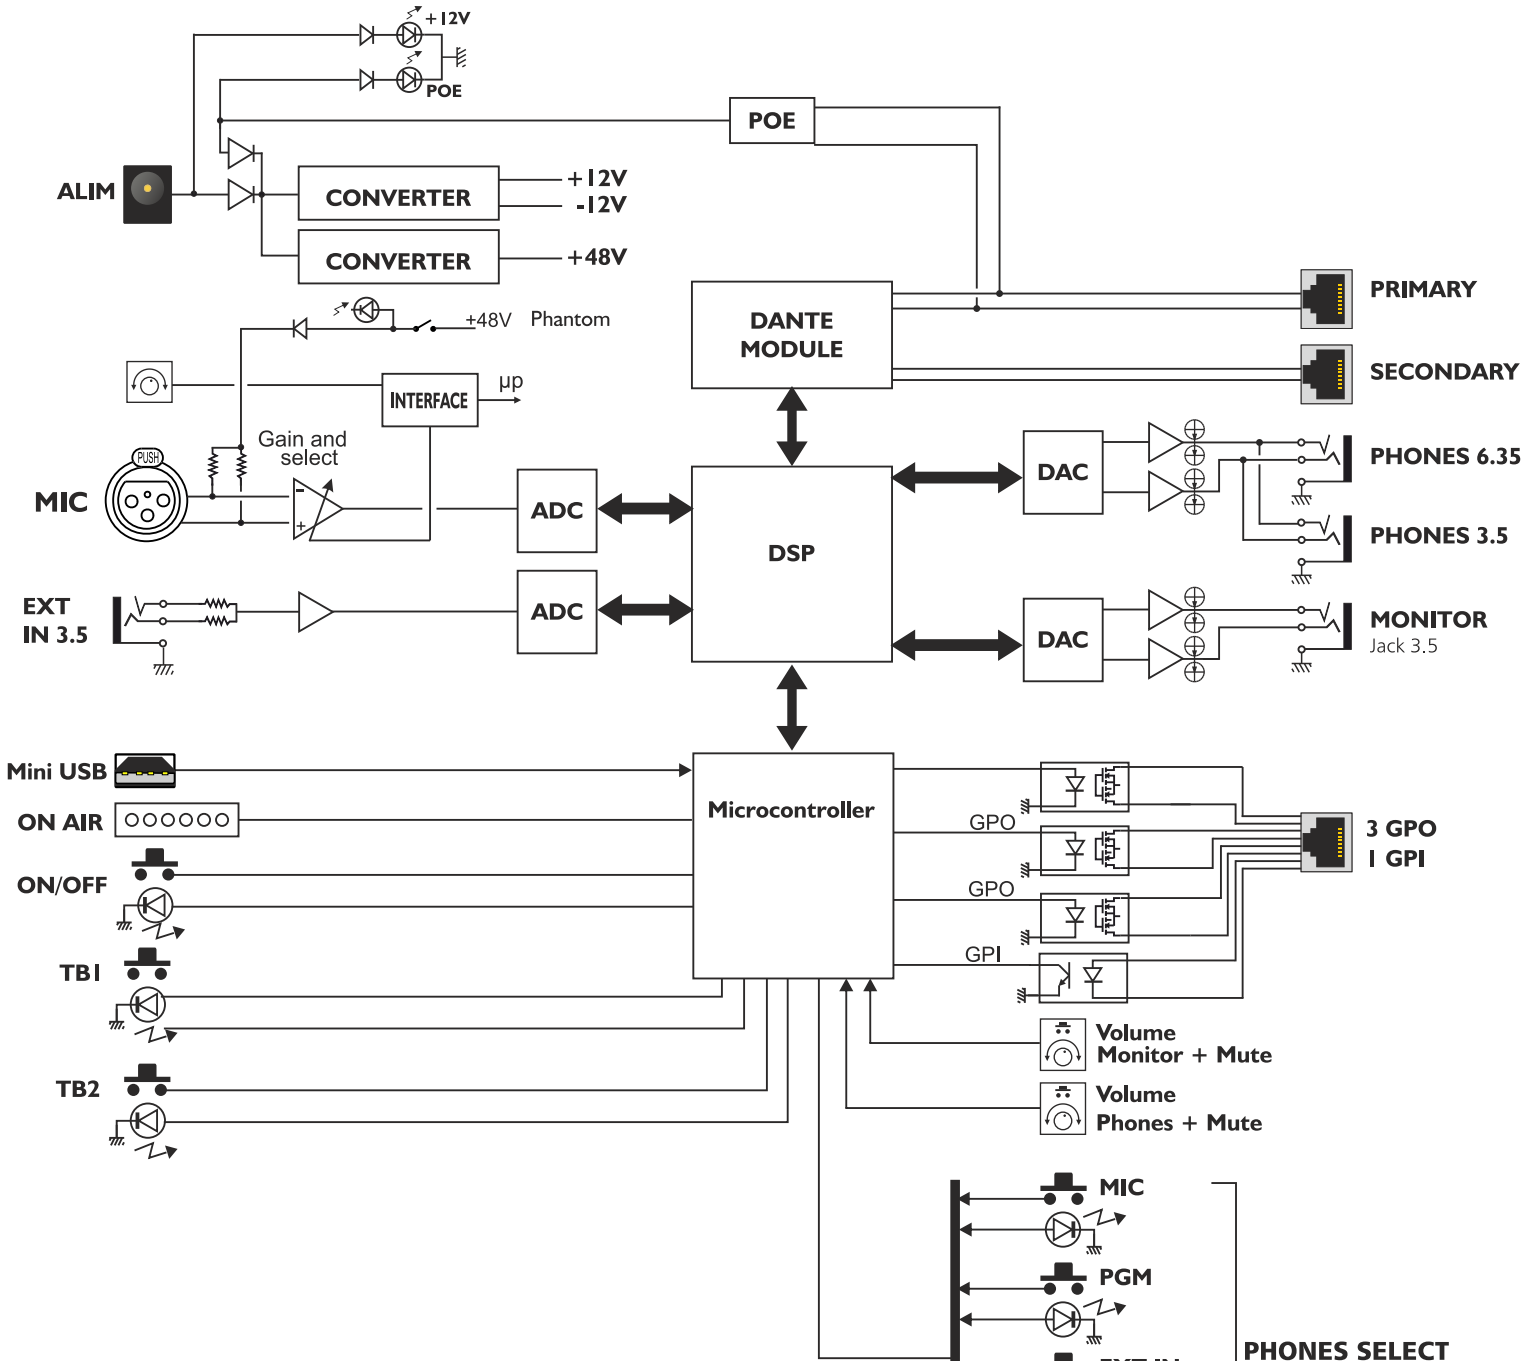 +12V
POE
POE
ALIM
CONVERTER
+12V
-12V
CONVERTER
+48V
+48V Phantom
DANTE
MODULE
PRIMARY
SECONDARY
INTERFACE
µp
PUSH
Gain and
select
MIC
ADC
DSP
DAC
PHONES 6.35
PHONES 3.5
EXT
IN 3.5
ADC
DAC
MONITOR
Jack 3.5
Mini USB
Microcontroller
ON AIR
GPO
3 GPO
1 GPI
ON/OFF
GPO
TB1
GPI
Volume
Monitor + Mute
TB2
Volume
Phones + Mute
MIC
PGM
PHONES SELECT
EXT IN